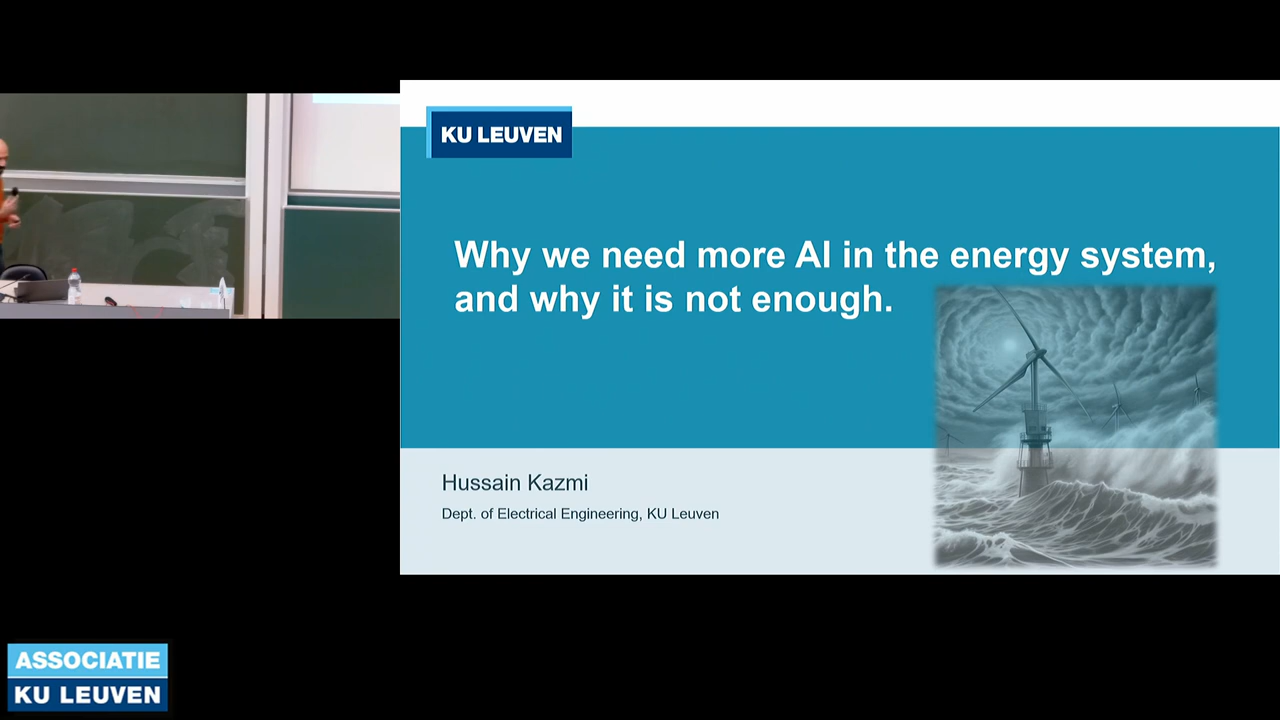 KU LEUVEN
Why we need more AI in the energy system,
and why it is not enough.
Hussain Kazmi
Dept. of Electrical Engineering, KU Leuven
ASSOCIATIE
KU LEUVEN